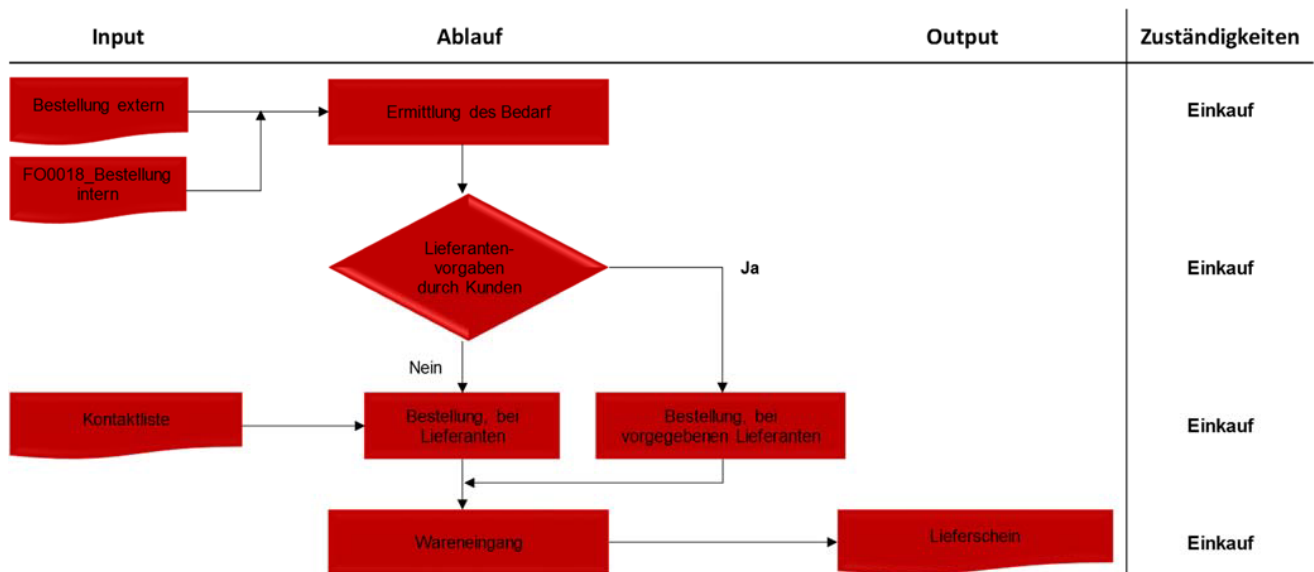 Input
Ablauf
Output
Zuständigkeiten
Bestellung extern
Ermittlung des Bedarf
Einkauf
FO0018_Bestellung
intern
Lieferanten-
vorgaben
durch Kunden
Ja
Einkauf
Nein
Kontaktliste
Bestellung, bei
Lieferanten
Bestellung, bei
vorgegebenen Lieferanten
Einkauf
Wareneingang
Lieferschein
Einkauf